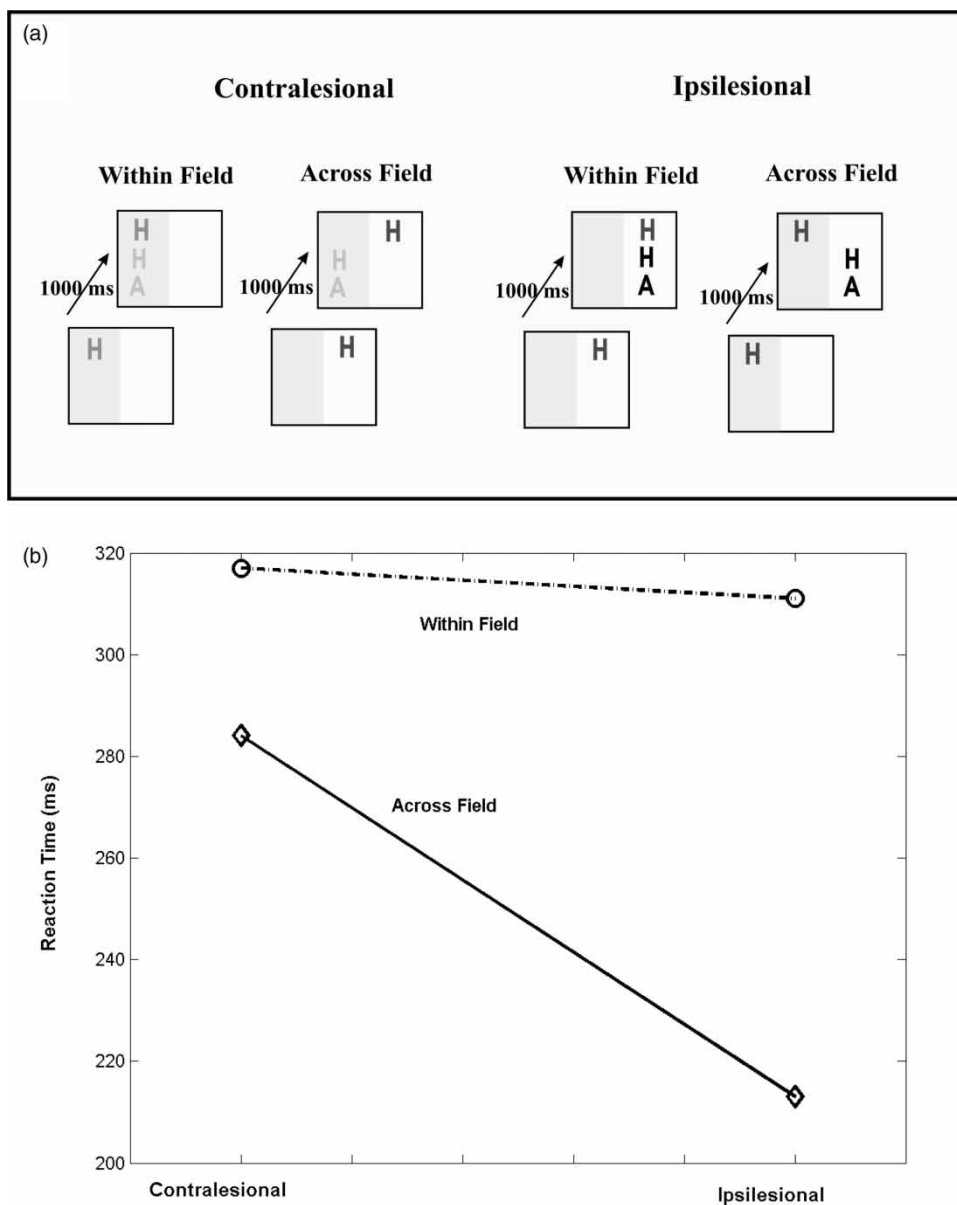 (a)
Contralesional Ipsilesional
Within Field Across Field Within Field Across Field
H H H H
H H H H
A A A A
1000 ms 1000 ms 1000 ms 1000 ms
H H H H
(b)
320
300
280
260
240
220
200
Reaction Time (ms)
Within Field
Across Field
Contralesional Ipsilesional